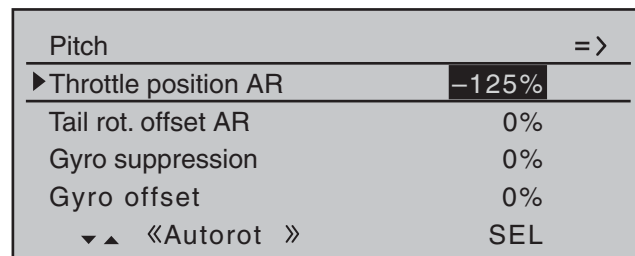 Pitch =>
▶Throttle position AR –125%
Tail rot. offset AR 0%
Gyro suppression 0%
Gyro offset 0%
▼▲ «Autorot » SEL